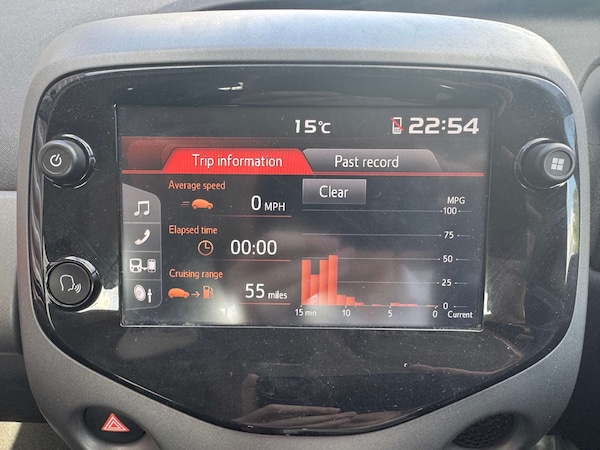 15°C 22:54
Trip information Past record
Average speed
0 MPH
Clear
MPG
100
75
50
25
0
Elapsed time
00:00
Cruising range
55 miles
15 min 10 5 0 Current